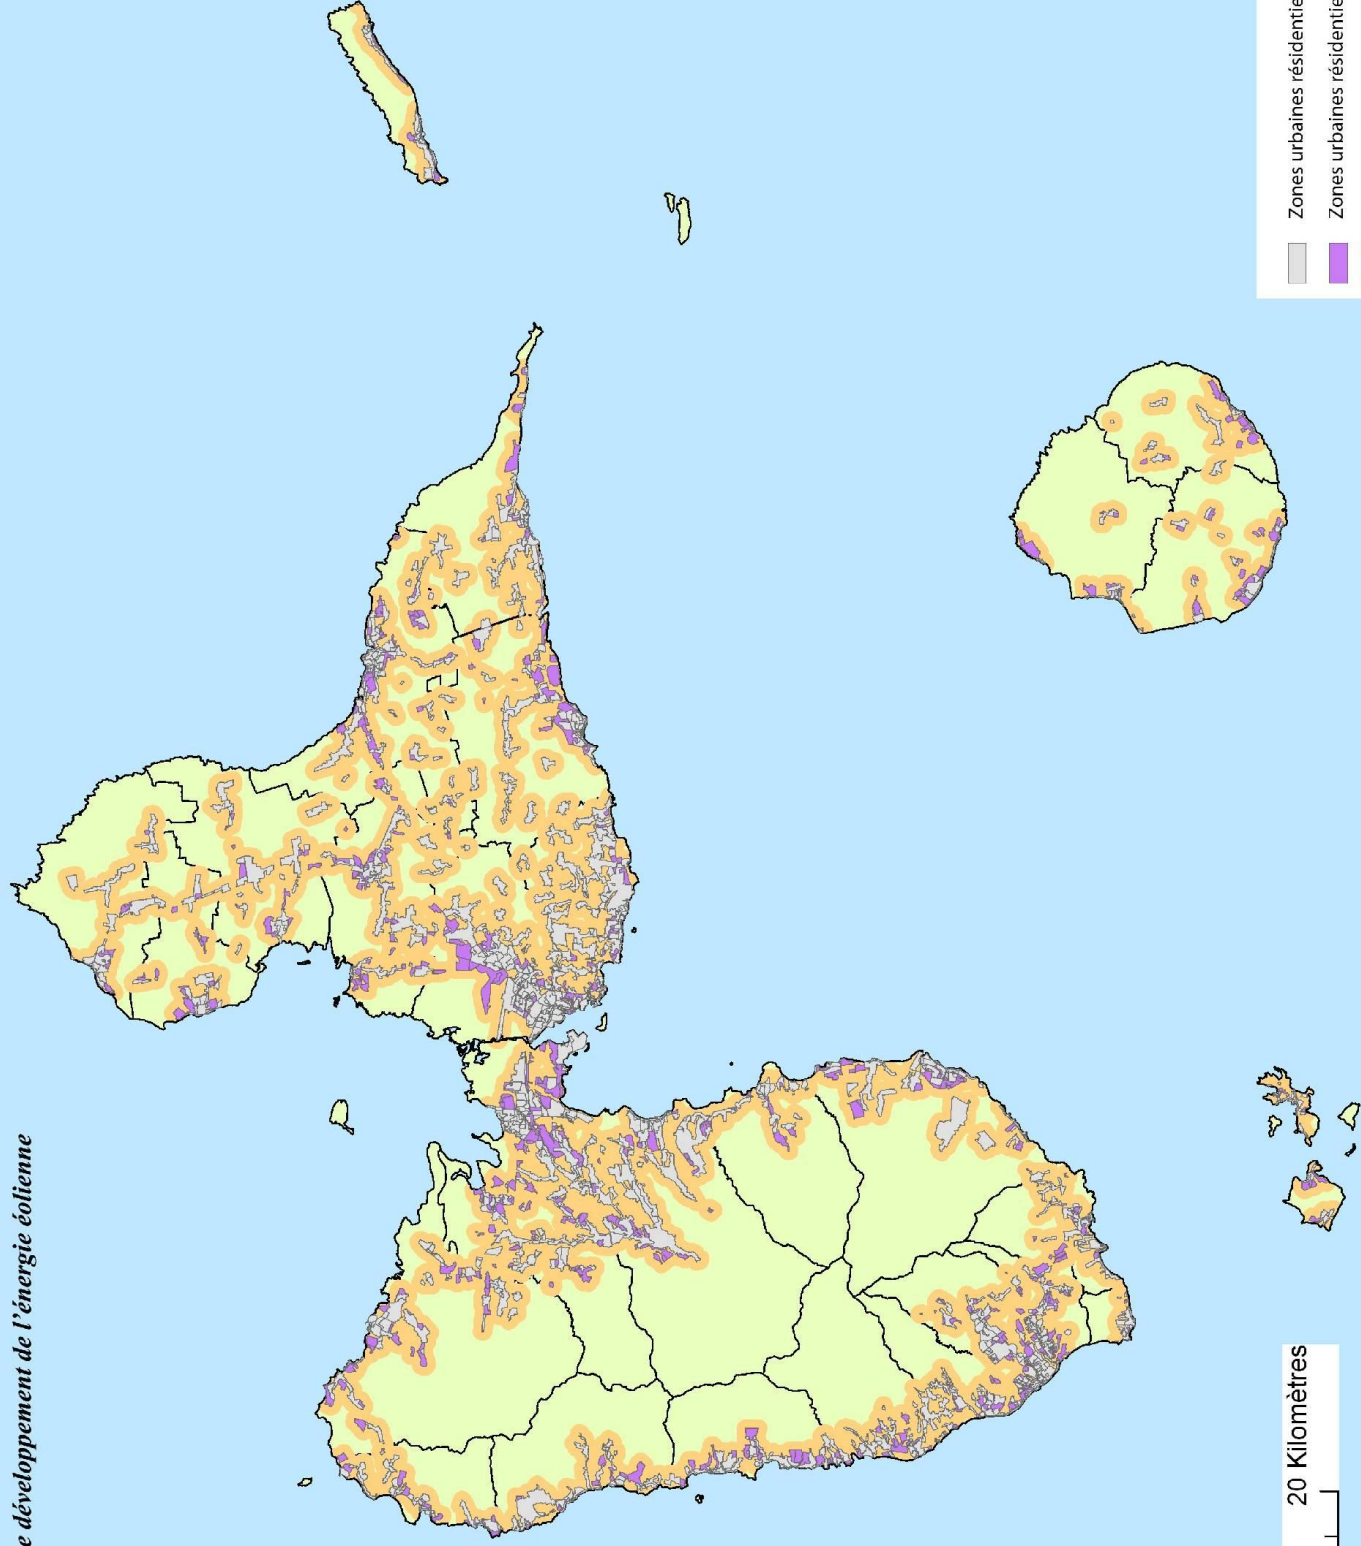 e développement de l'énergie éolienne
Zones urbaines résidentie
Zones urbaines résidentie
20 Kilomètres